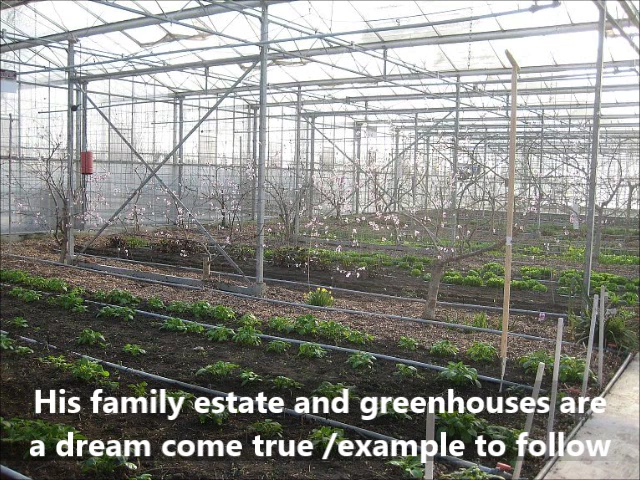 His family estate and greenhouses are
a dream come true /example to follow